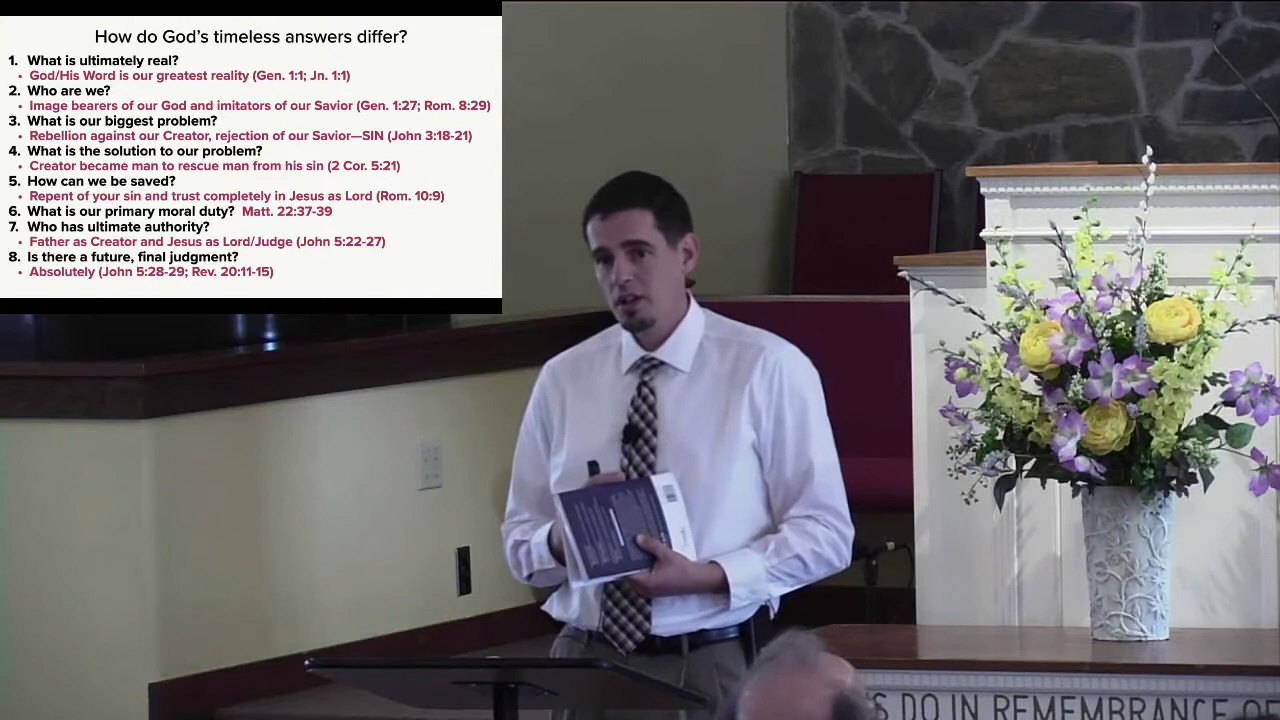 How do God's timeless answers differ?
1. What is ultimately real?
• God/His Word is our greatest reality (Gen. 1:1; Jn. 1:1)
2. Who are we?
• Image bearers of our God and imitators of our Savior (Gen. 1:27; Rom. 8:29)
3. What is our biggest problem?
• Rebellion against our Creator, rejection of our Savior—SIN (John 3:18-21)
4. What is the solution to our problem?
• Creator became man to rescue man from his sin (2 Cor. 5:21)
5. How can we be saved?
• Repent of your sin and trust completely in Jesus as Lord (Rom. 10:9)
6. What is our primary moral duty? Matt. 22:37-39
7. Who has ultimate authority?
• Father as Creator and Jesus as Lord/Judge (John 5:22-27)
8. Is there a future, final judgment?
• Absolutely (John 5:28-29; Rev. 20:11-15)
S DO IN REMEMBRANCE OF